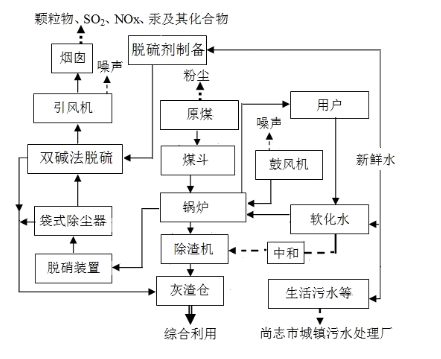 颗粒物、SO2、NOx、汞及其化合物
烟囱
噪声
脱硫剂制备
粉尘
引风机
原煤
用户
噪声
双碱法脱硫
煤斗
鼓风机
新鲜水
袋式除尘器
锅炉
软化水
脱硝装置
除渣机
中和
灰渣仓
生活污水等
综合利用
尚志市城镇污水处理厂